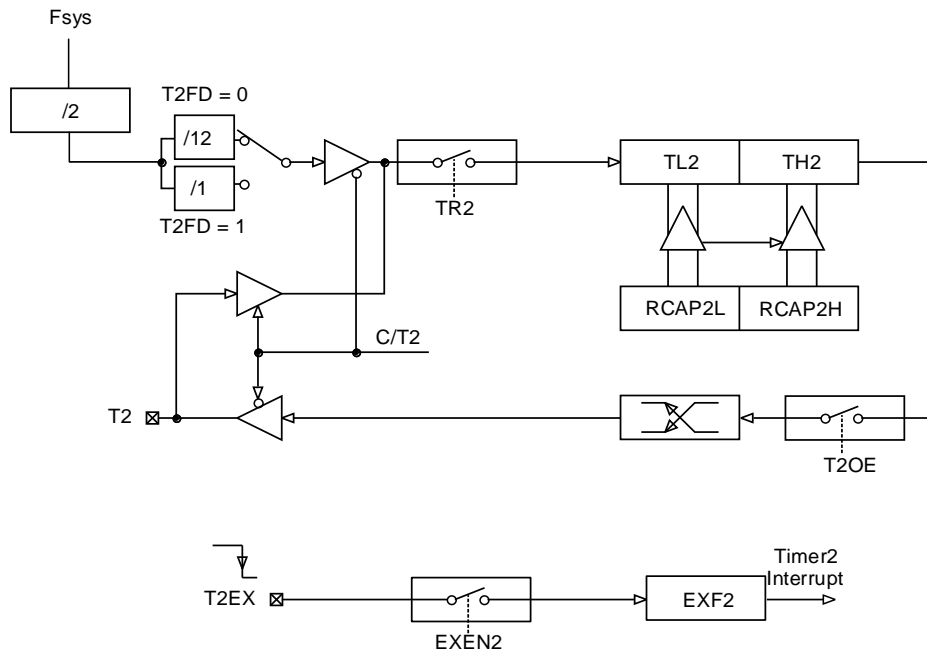 Fsys
/2
T2FD = 0
/12
/1
T2FD = 1
TR2
TL2
TH2
RCAP2L
RCAP2H
C/T2
T2
T2OE
T2EX
EXEN2
EXF2
Timer2
Interrupt